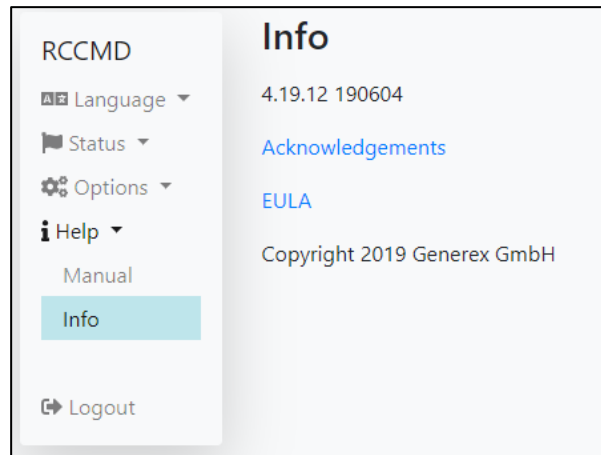 RCCMD
Language
Status
Options
Help
Manual
Info
Logout
Info
4.19.12 190604
Acknowledgements
EULA
Copyright 2019 Generex GmbH